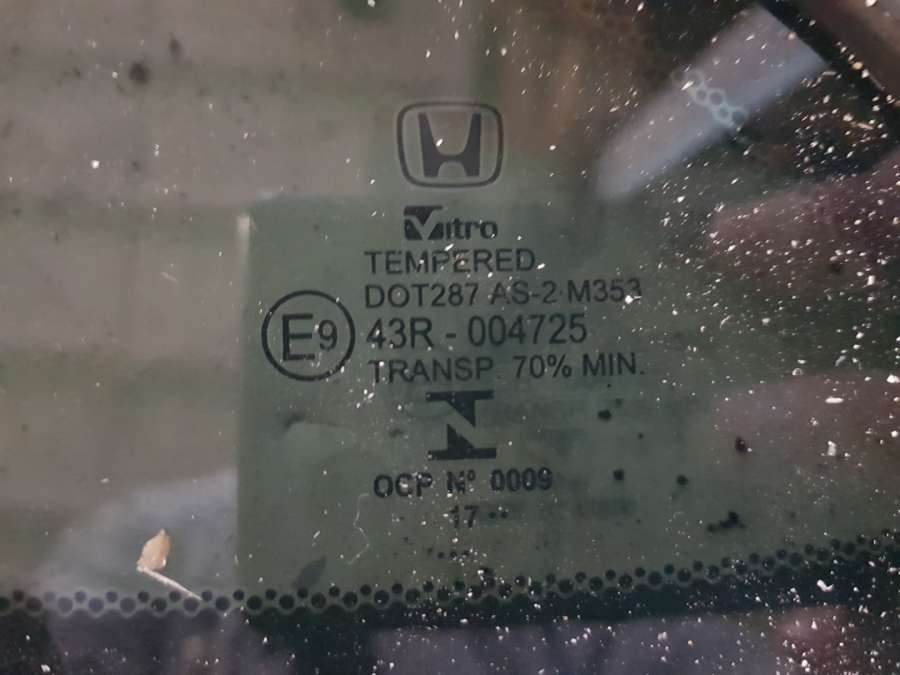 Vitro
TEMPERED
DOT287 AS-2 M353
E9
43R - 004725
TRANSP. 70% MIN.
OCP Nº 0009
17 ··